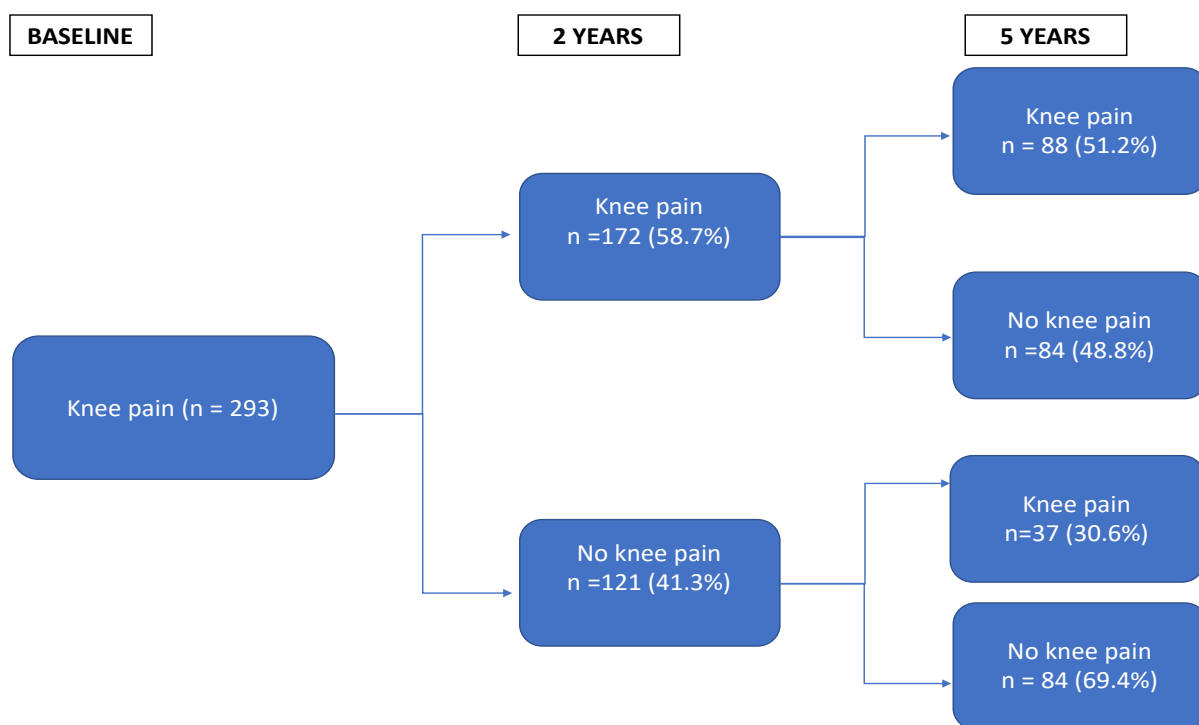 BASELINE
2 YEARS
5 YEARS
Knee pain
n = 88 (51.2%)
Knee pain
n =172 (58.7%)
No knee pain
n =84 (48.8%)
Knee pain (n = 293)
Knee pain
n=37 (30.6%)
No knee pain
n =121 (41.3%)
No knee pain
n = 84 (69.4%)